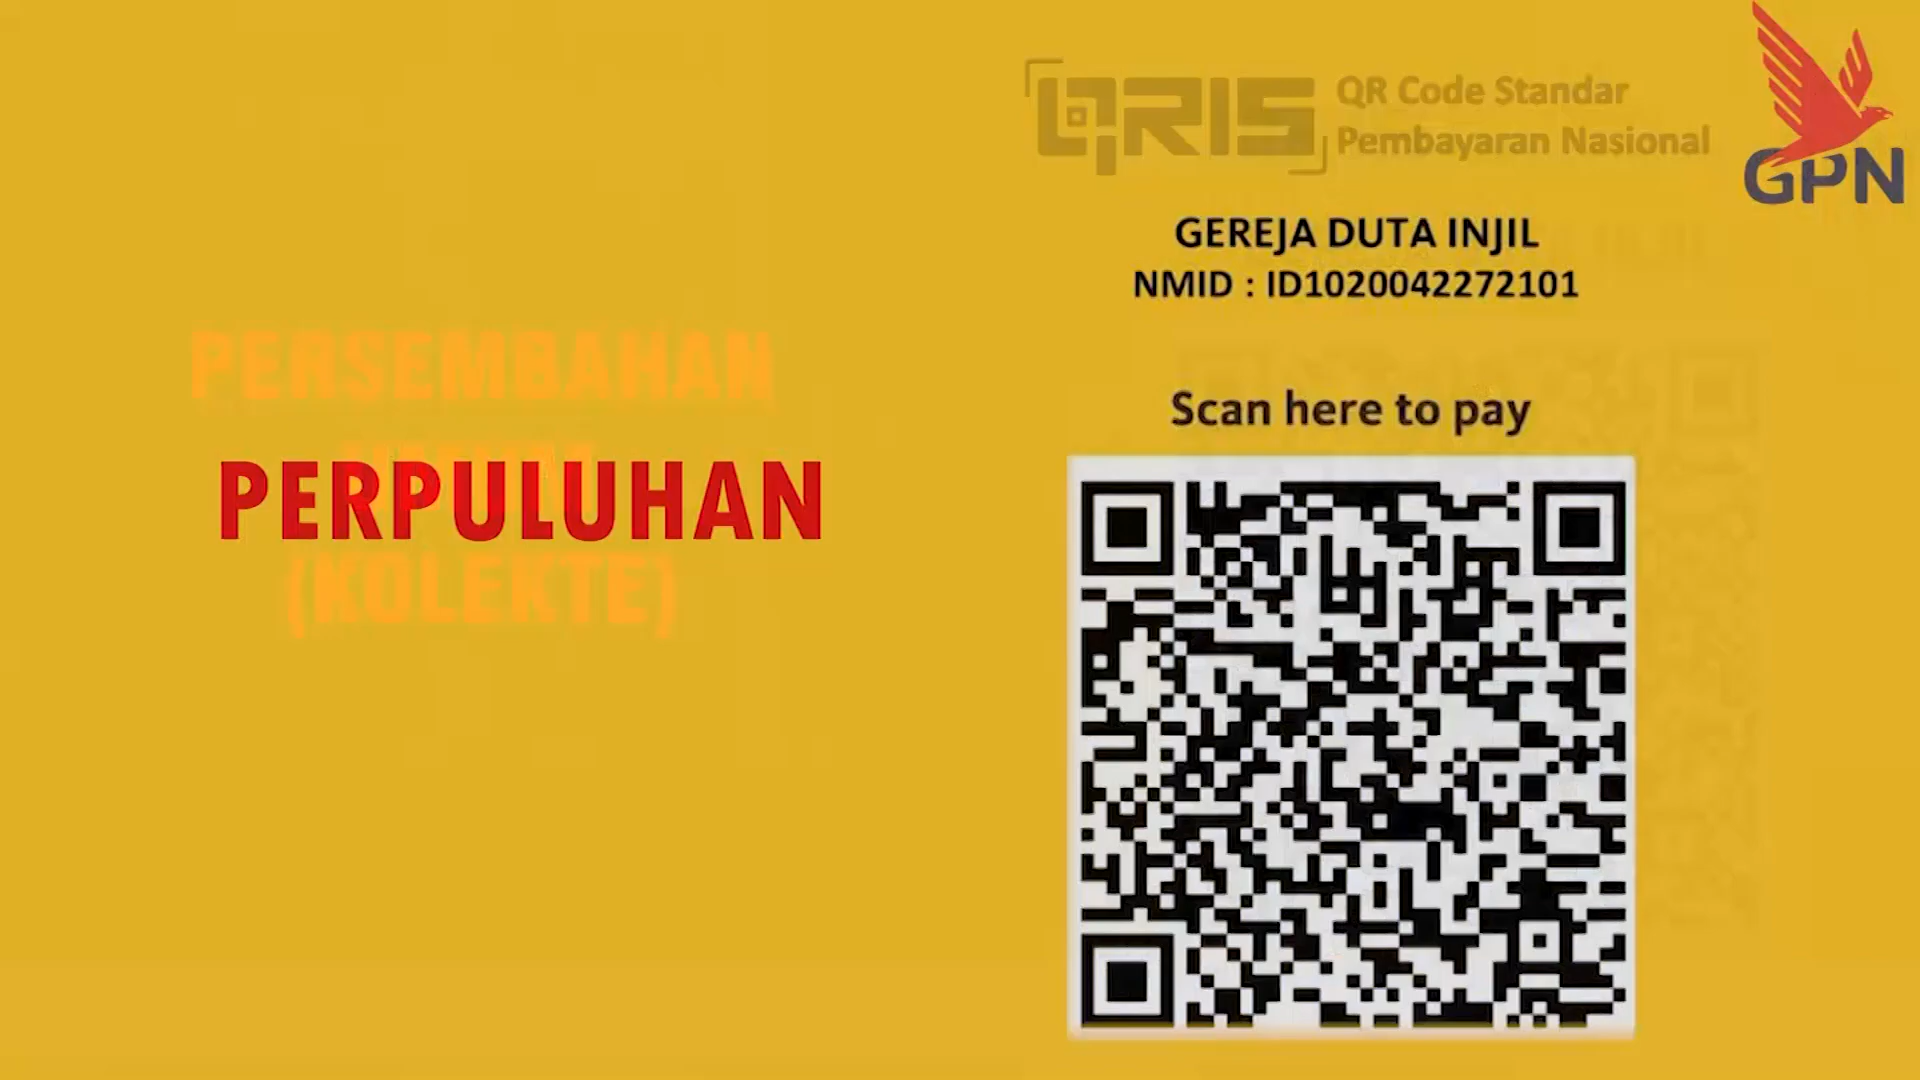 QRIS QR Code Standar
Pembayaran Nasional
GPN
GEREJA DUTA INJIL
NMID : ID1020042272101
PERSEMBAHAN
PERPULUHAN
(KOLEKTE)
Scan here to pay